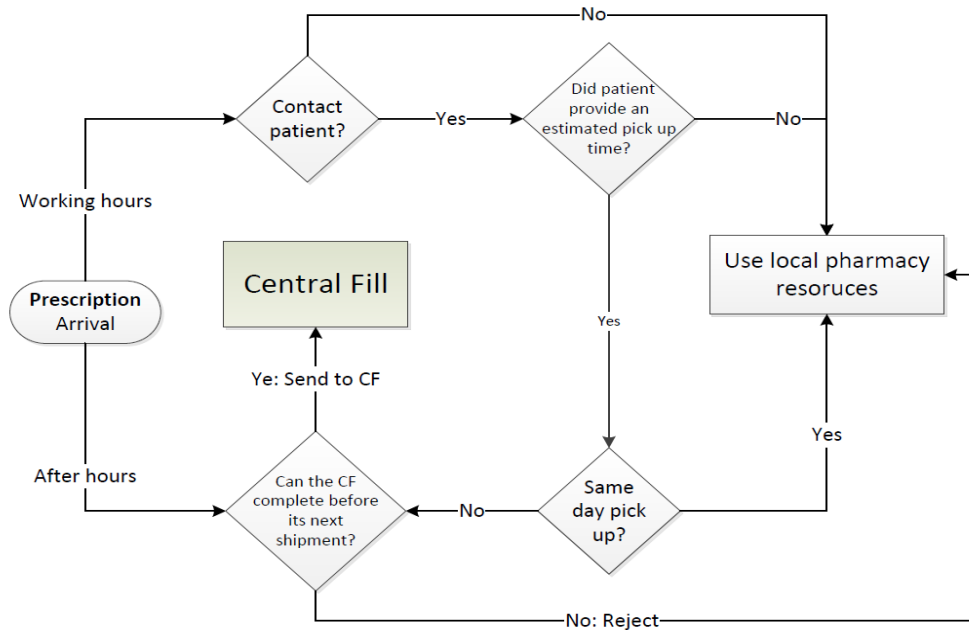 No
Contact
patient?
Yes
Did patient
provide an
estimated pick up
time?
No
Working hours
Central Fill
Use local pharmacy
resoruces
Prescription
Arrival
Yes
Ye: Send to CF
Yes
After hours
Can the CF
complete before
its next
shipment?
No
Same
day pick
up?
No: Reject